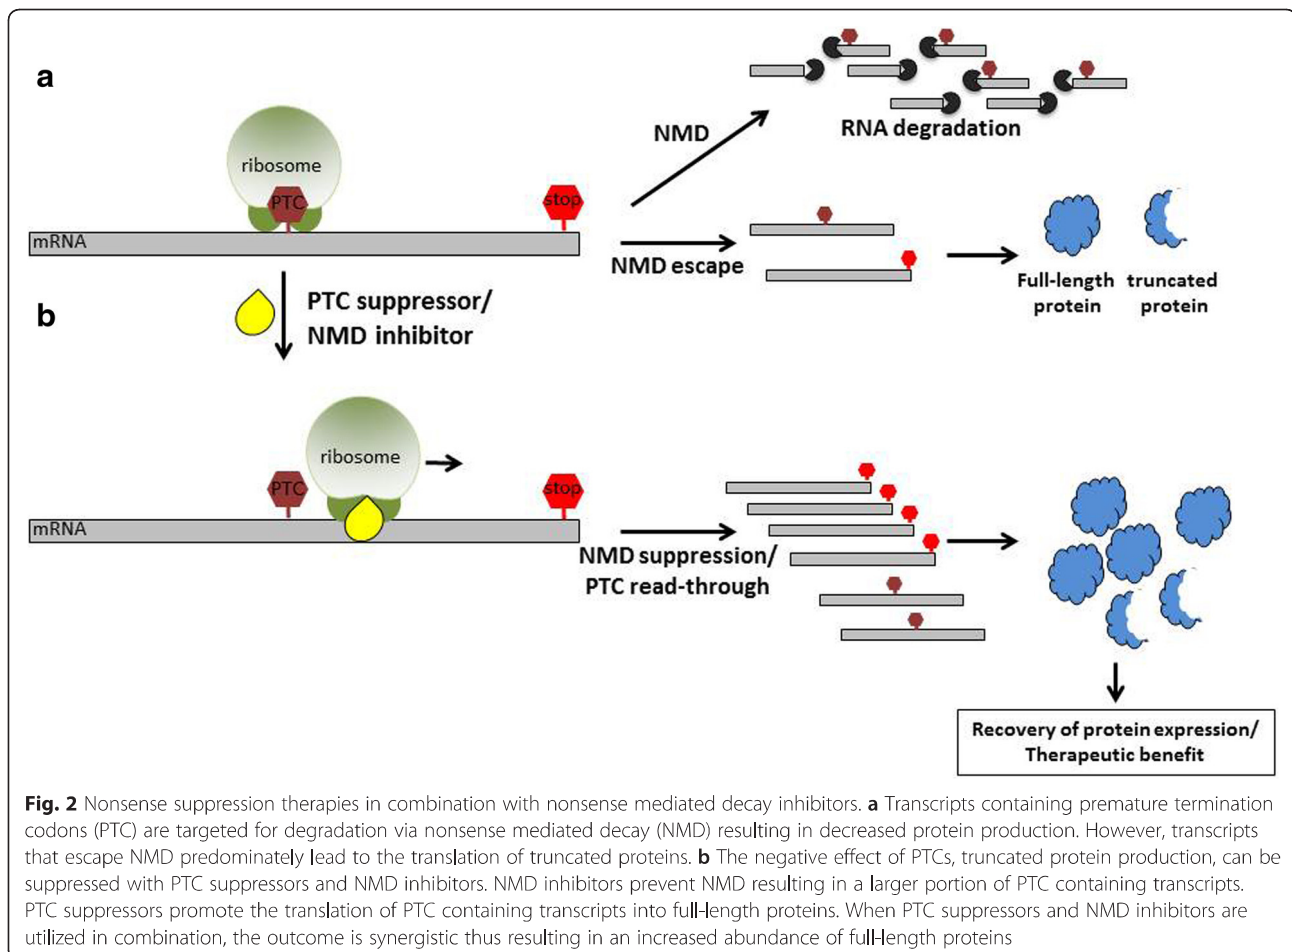 a
ribosome
PTC
stop
mRNA
NMD
RNA degradation
NMD escape
Full-length
protein
truncated
protein
b
PTC suppressor/
NMD inhibitor
ribosome
PTC
stop
mRNA
NMD suppression/
PTC read-through
Recovery of protein expression/
Therapeutic benefit
Fig. 2 Nonsense suppression therapies in combination with nonsense mediated decay inhibitors. a Transcripts containing premature termination
codons (PTC) are targeted for degradation via nonsense mediated decay (NMD) resulting in decreased protein production. However, transcripts
that escape NMD predominately lead to the translation of truncated proteins. b The negative effect of PTCs, truncated protein production, can be
suppressed with PTC suppressors and NMD inhibitors. NMD inhibitors prevent NMD resulting in a larger portion of PTC containing transcripts.
PTC suppressors promote the translation of PTC containing transcripts into full-length proteins. When PTC suppressors and NMD inhibitors are
utilized in combination, the outcome is synergistic thus resulting in an increased abundance of full-length proteins